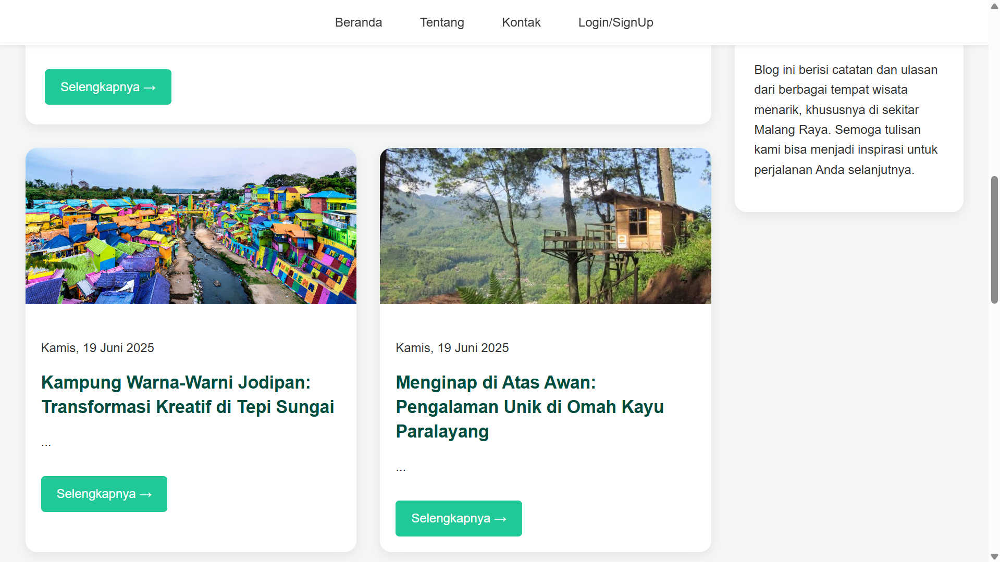 Beranda Tentang Kontak Login/SignUp
Selengkapnya →
Blog ini berisi catatan dan ulasan
dari berbagai tempat wisata
menarik, khususnya di sekitar
Malang Raya. Semoga tulisan
kami bisa menjadi inspirasi untuk
perjalanan Anda selanjutnya.
Kamis, 19 Juni 2025
Kampung Warna-Warni Jodipan:
Transformasi Kreatif di Tepi Sungai
...
Selengkapnya →
Kamis, 19 Juni 2025
Menginap di Atas Awan:
Pengalaman Unik di Omah Kayu
Paralayang
...
Selengkapnya →